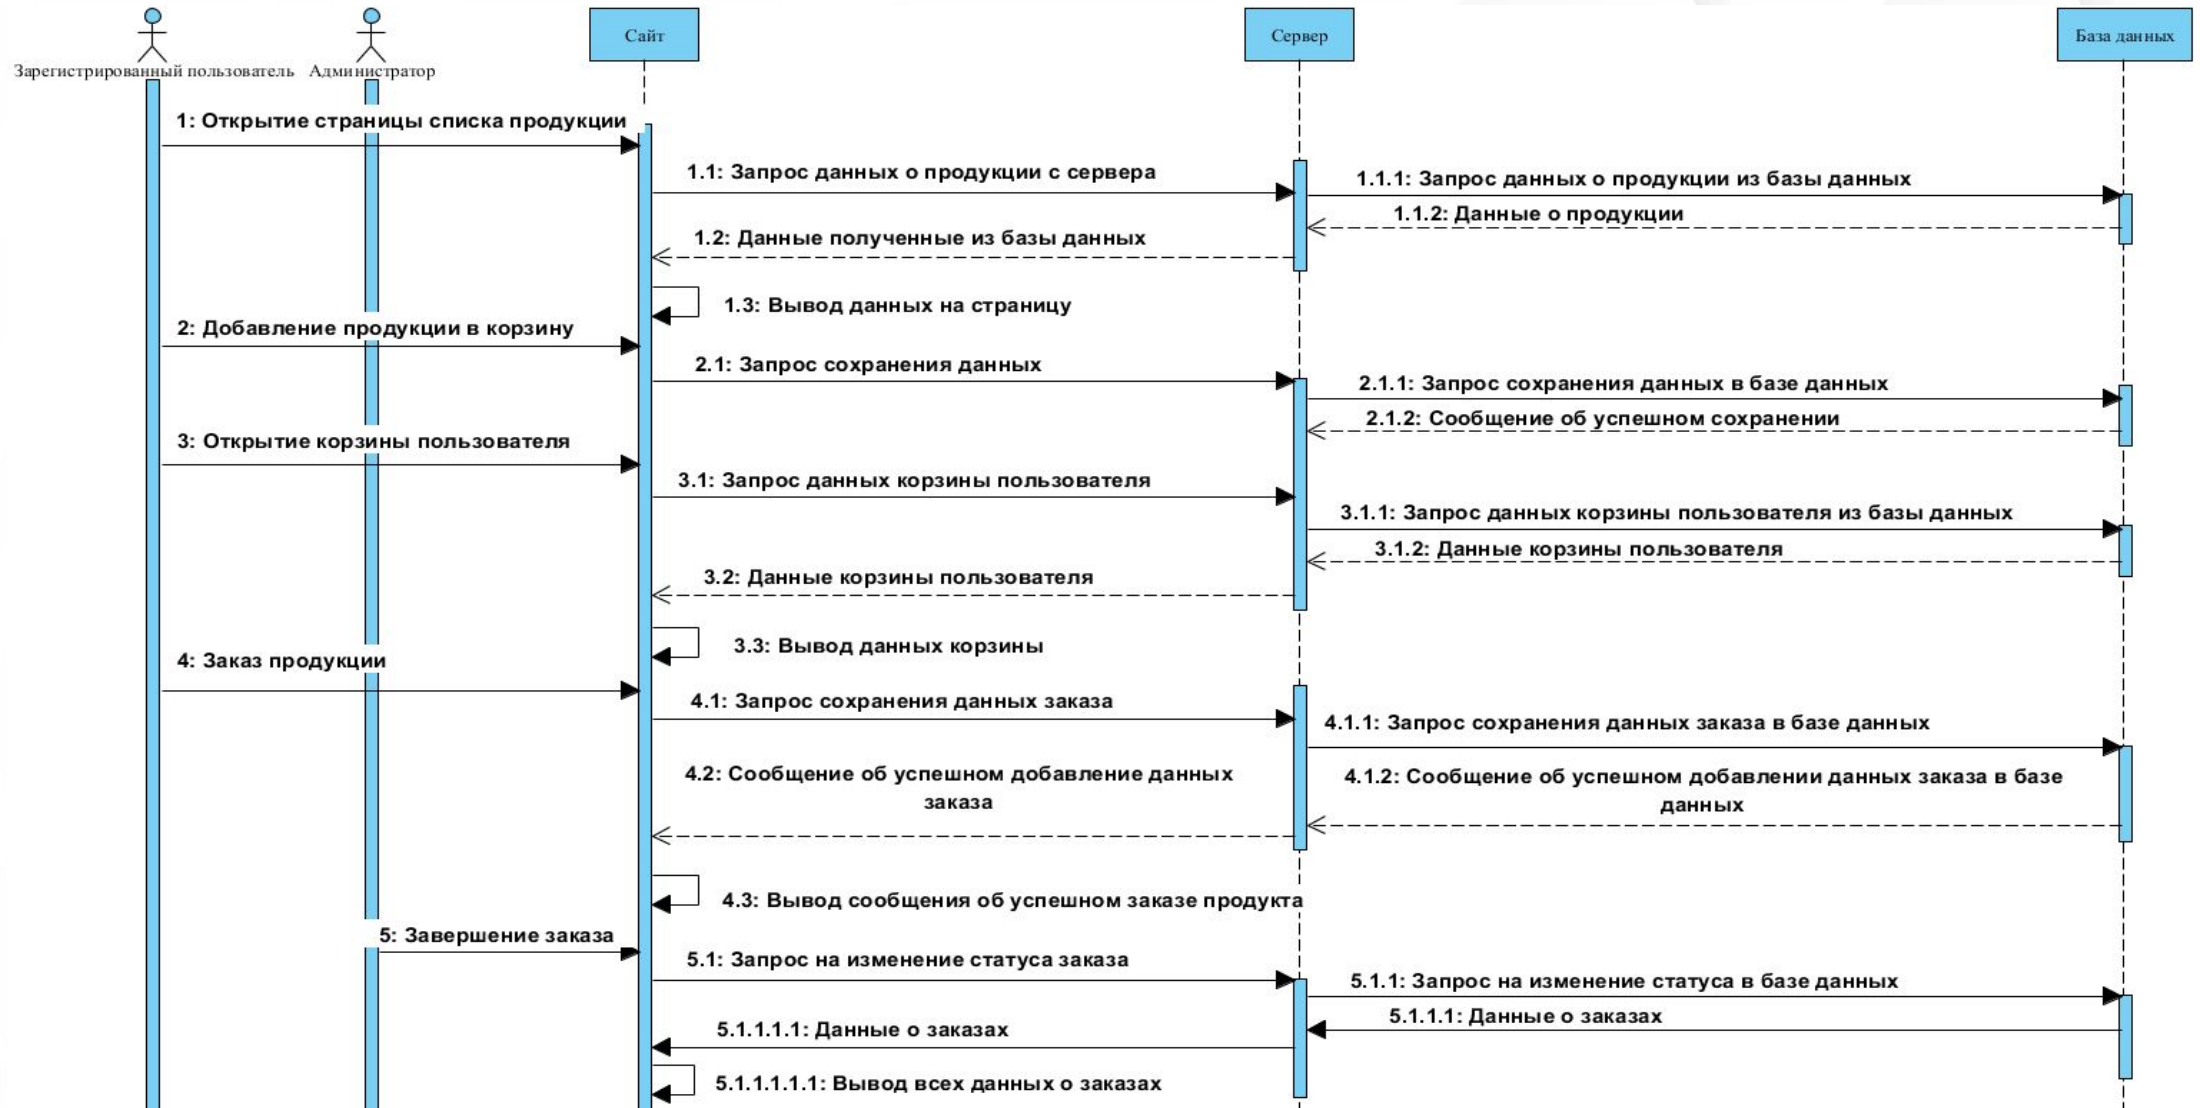 Зарегистрированный пользователь
Администратор
Сайт
Сервер
База данных
1: Открытие страницы списка продукции
1.1: Запрос данных о продукции с сервера
1.1.1: Запрос данных о продукции из базы данных
1.1.2: Данные о продукции
1.2: Данные полученные из базы данных
1.3: Вывод данных на страницу
2: Добавление продукции в корзину
2.1: Запрос сохранения данных
2.1.1: Запрос сохранения данных в базе данных
2.1.2: Сообщение об успешном сохранении
3: Открытие корзины пользователя
3.1: Запрос данных корзины пользователя
3.1.1: Запрос данных корзины пользователя из базы данных
3.1.2: Данные корзины пользователя
3.2: Данные корзины пользователя
3.3: Вывод данных корзины
4: Заказ продукции
4.1: Запрос сохранения данных заказа
4.1.1: Запрос сохранения данных заказа в базе данных
4.2: Сообщение об успешном добавление данных
заказа
4.1.2: Сообщение об успешном добавлении данных заказа в базе
данных
4.3: Вывод сообщения об успешном заказе продукта
5: Завершение заказа
5.1: Запрос на изменение статуса заказа
5.1.1: Запрос на изменение статуса в базе данных
5.1.1.1: Данные о заказах
5.1.1.1.1: Данные о заказах
5.1.1.1.1.1: Вывод всех данных о заказах